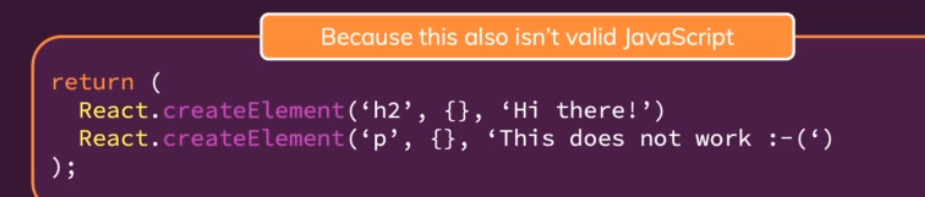 Because this also isn't valid JavaScript
return (
React.createElement(‘h2’, {}, ‘Hi there!’)
React.createElement(‘p’, {}, ‘This does not work :-(‘)
);